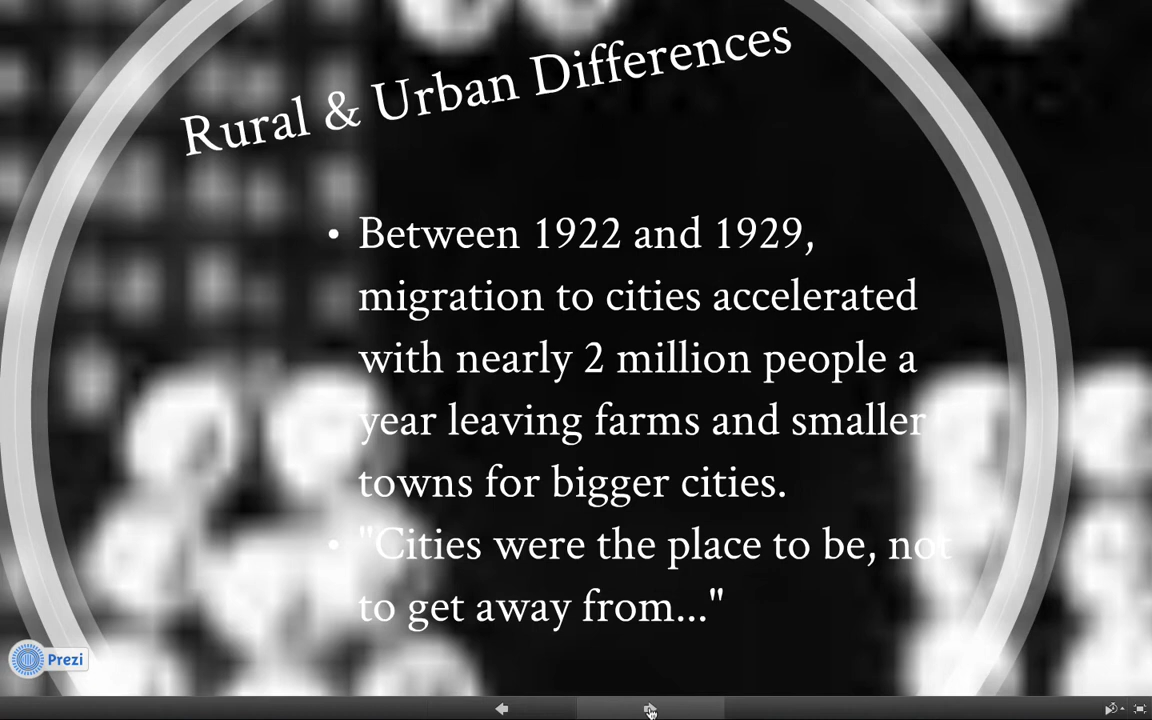 Rural & Urban Differences
• Between 1922 and 1929,
migration to cities accelerated
with nearly 2 million people a
year leaving farms and smaller
towns for bigger cities.
• "Cities were the place to be, not
to get away from..."
Prezi